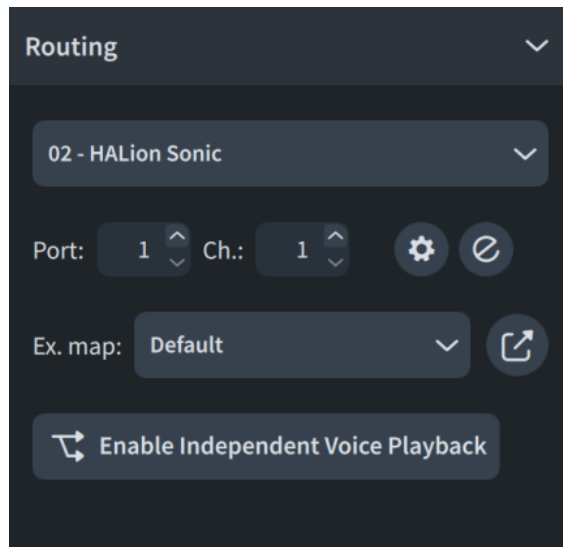 Routing
02 - HALion Sonic
Port: 1 Ch.: 1
Ex. map: Default
Enable Independent Voice Playback